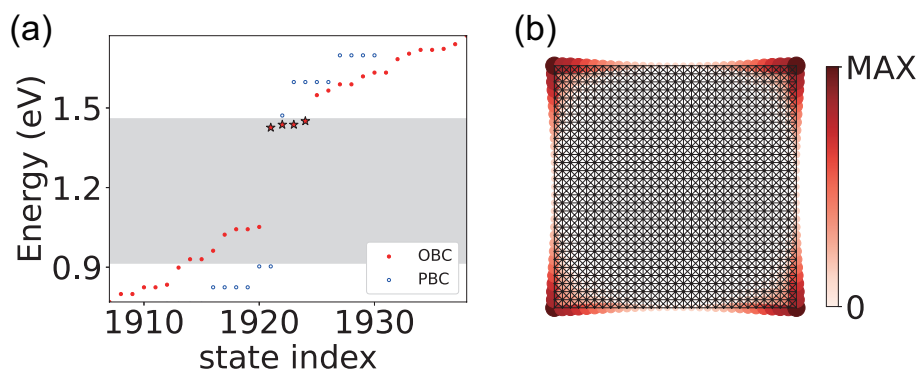 (a)
(b)
Energy (eV)
1.5
1.2
0.9
OBC
PBC
1910
1920
1930
state index
MAX
0